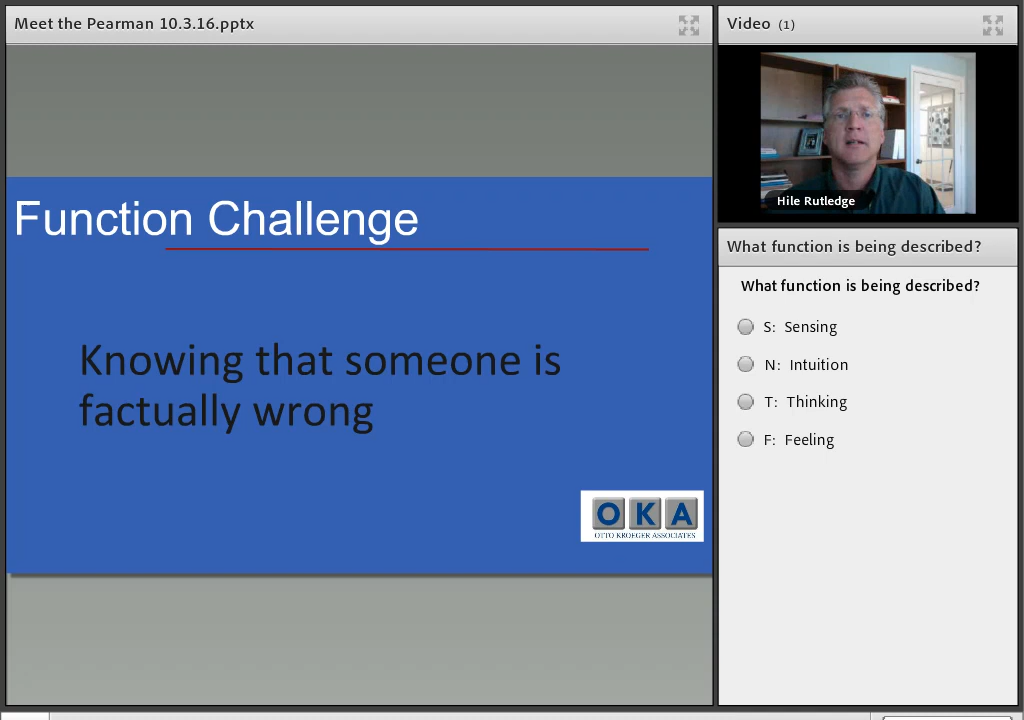 Meet the Pearman 10.3.16.pptx
Function Challenge
Knowing that someone is
factually wrong
OKA
OTTO KROEGER ASSOCIATES
Video (1)
Hile Rutledge
What function is being described?
What function is being described?
S: Sensing
N: Intuition
T: Thinking
F: Feeling